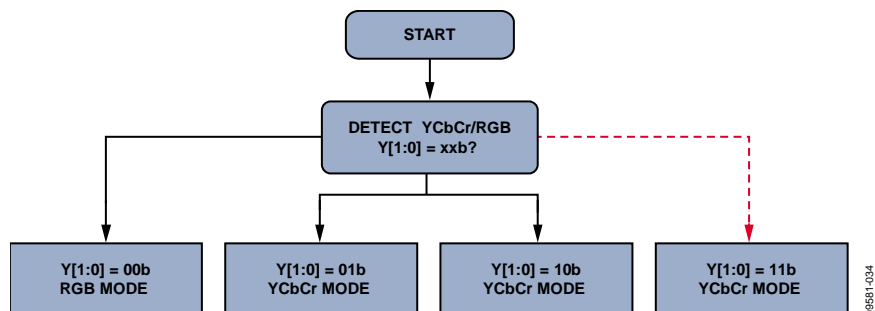 START
DETECT YCbCr/RGB
Y[1:0] = xxb?
Y[1:0] = 00b
RGB MODE
Y[1:0] = 01b
YCbCr MODE
Y[1:0] = 10b
YCbCr MODE
Y[1:0] = 11b
YCbCr MODE
9581-034